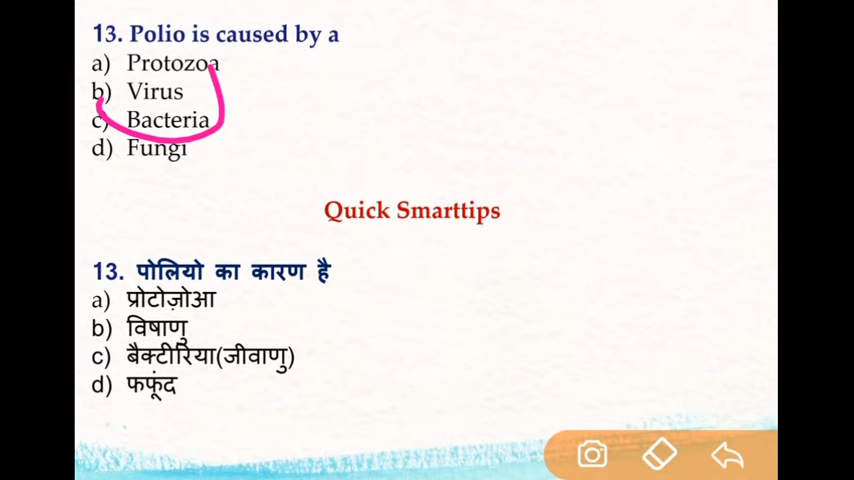 13. Polio is caused by a
a) Protozoa
b) Virus
c) Bacteria
d) Fungi
Quick Smarttips
13. पोलियो का कारण है
a) प्रोटोज़ोआ
b) विषाणु
c) बैक्टीरिया(जीवाणु)
d) फफूंद